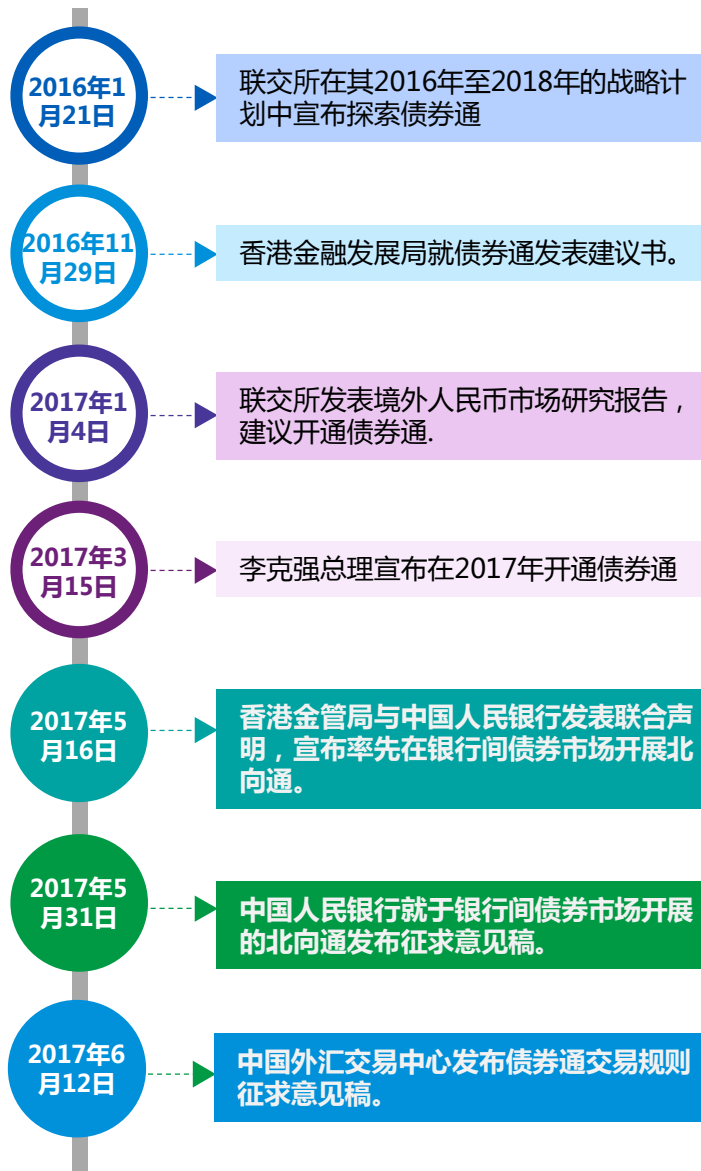 2016年1
月21日
联交所在其2016年至2018年的战略计
划中宣布探索债券通
2016年11
月29日
香港金融发展局就债券通发表建议书。
2017年1
月4日
联交所发表境外人民币市场研究报告，
建议开通债券通.
2017年3
月15日
李克强总理宣布在2017年开通债券通
2017年5
月16日
香港金管局与中国人民银行发表联合声
明，宣布率先在银行间债券市场开展北
向通。
2017年5
月31日
中国人民银行就于银行间债券市场开展
的北向通发布征求意见稿。
2017年6
月12日
中国外汇交易中心发布债券通交易规则
征求意见稿。